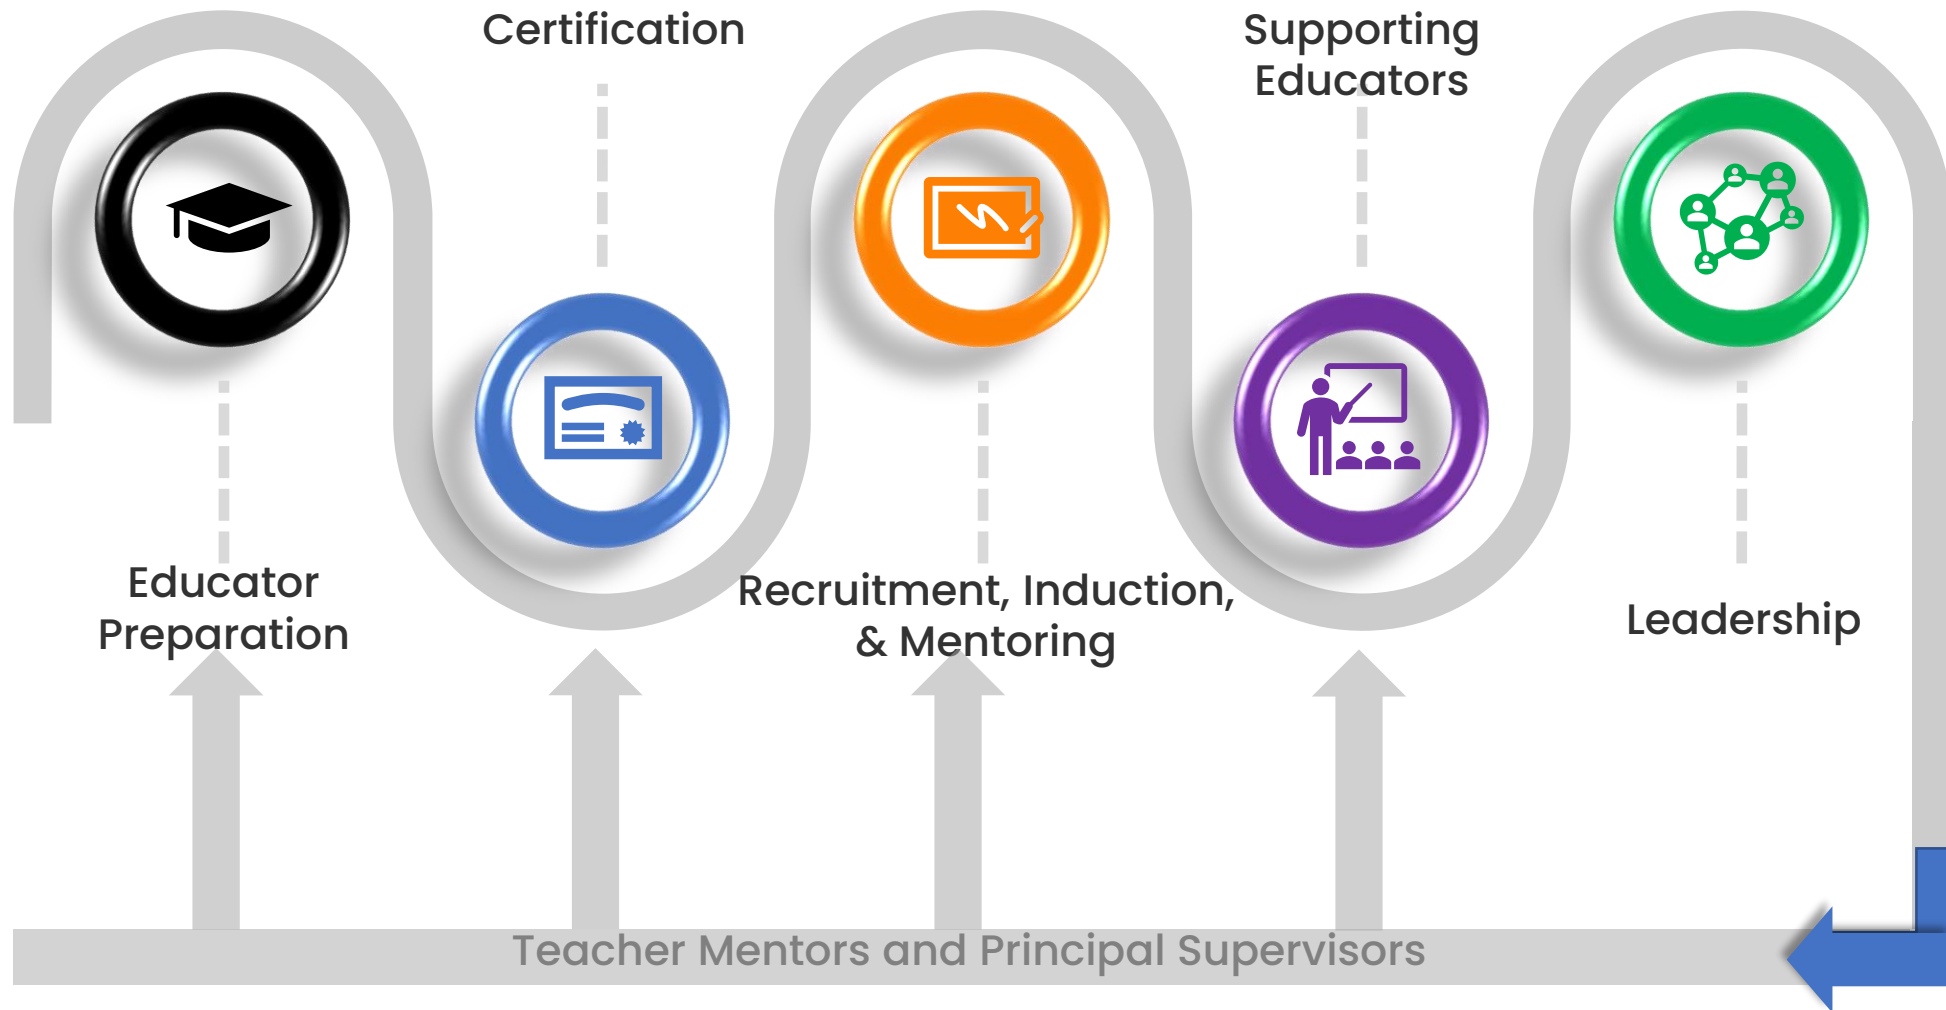 Certification
Supporting
Educators
Educator
Preparation
Recruitment, Induction,
& Mentoring
Leadership
Teacher Mentors and Principal Supervisors